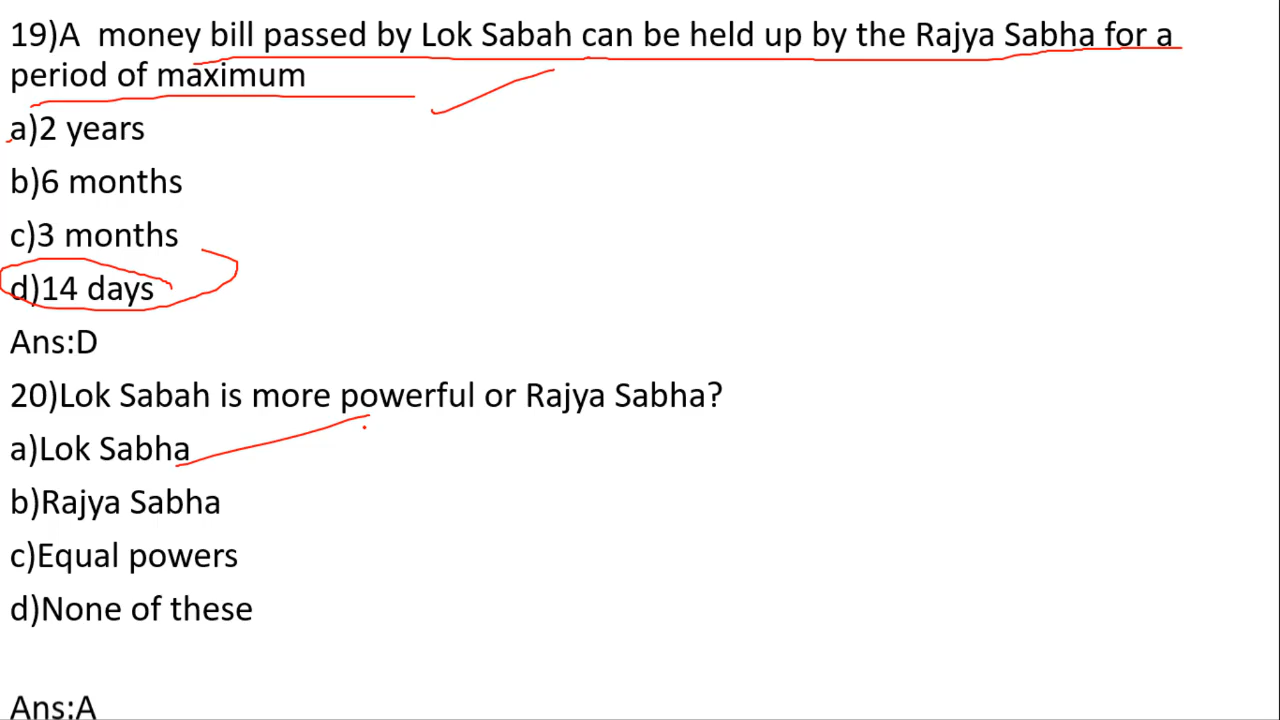 19)A money bill passed by Lok Sabah can be held up by the Rajya Sabha for a
period of maximum
a)2 years
b)6 months
c)3 months
d)14 days
Ans:D
20)Lok Sabah is more powerful or Rajya Sabha?
a)Lok Sabha
b)Rajya Sabha
c)Equal powers
d)None of these
Ans:A